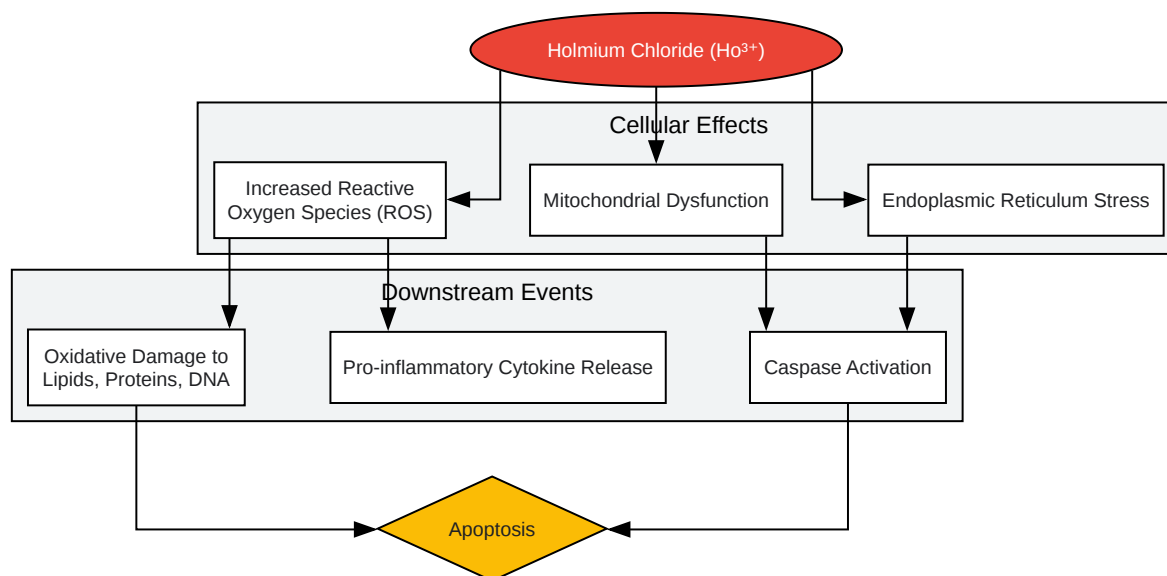 Holmium Chloride (Ho³⁺)
Cellular Effects
Increased Reactive
Oxygen Species (ROS)
Mitochondrial Dysfunction
Endoplasmic Reticulum Stress
Downstream Events
Oxidative Damage to
Lipids, Proteins, DNA
Pro-inflammatory Cytokine Release
Caspase Activation
Apoptosis